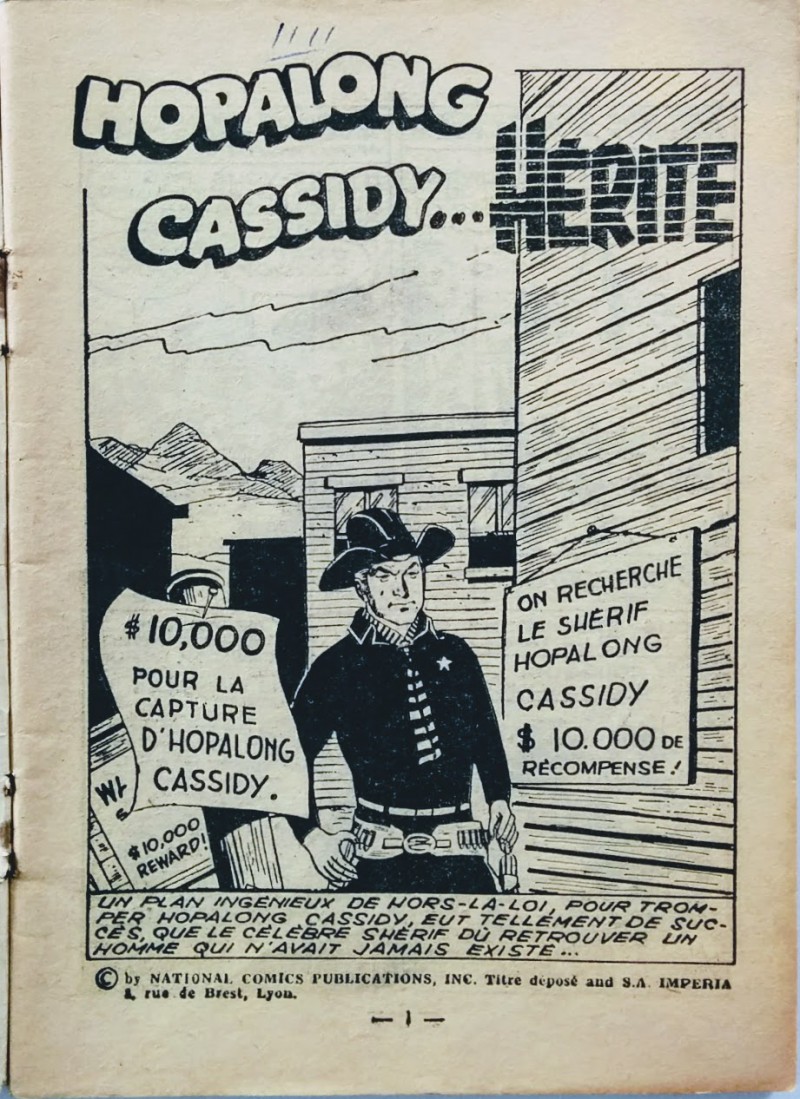 HOPALONG
CASSIDY... HÉRITE
$10,000
POUR LA
CAPTURE
D'HOPALONG
CASSIDY.
$10,000
REWARD!
ON RECHERCHE
LE SHÉRIF
HOPALONG
CASSIDY
$ 10.000 DE
RÉCOMPENSE!
UN PLAN INGÉNIEUX DE HORS-LA-LOI, POUR TROM-
PER HOPALONG CASSIDY, EUT TELLEMENT DE SUC-
CÈS, QUE LE CÉLÈBRE SHÉRIF DÛ RETROUVER UN
HOMME QUI N'AVAIT JAMAIS EXISTÉ...
© by NATIONAL COMICS PUBLICATIONS, INC. Titre déposé and S.A. IMPERIA
rue de Brest, Lyon.
— 1 —